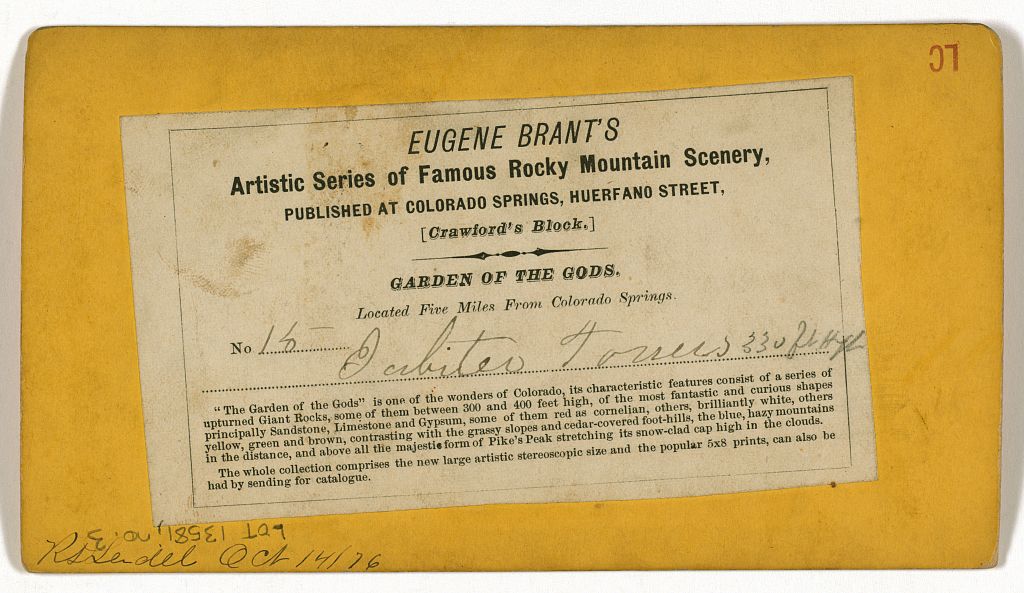 LC
EUGENE BRANT'S
Artistic Series of Famous Rocky Mountain Scenery,
PUBLISHED AT COLORADO SPRINGS, HUERFANO STREET,
[Crawford's Block.]
GARDEN OF THE GODS.
Located Five Miles From Colorado Springs.
No 15 Jubiteo Towers 330 ft High
"The Garden of the Gods" is one of the wonders of Colorado, its characteristic features consist of a series of
upturned Giant Rocks, some of them between 300 and 400 feet high, of the most fantastic and curious shapes
principally Sandstone, Limestone and Gypsum, some of them red as cornelian, others, brilliantly white, others
yellow, green and brown, contrasting with the grassy slopes and cedar-covered foot-hills, the blue, hazy mountains
in the distance, and above all the majestic form of Pike's Peak stretching its snow-clad cap high in the clouds.
The whole collection comprises the new large artistic stereoscopic size and the popular 5x8 prints, can also be
had by sending for catalogue.
LOT 13581, no. 3
Oct 14/76